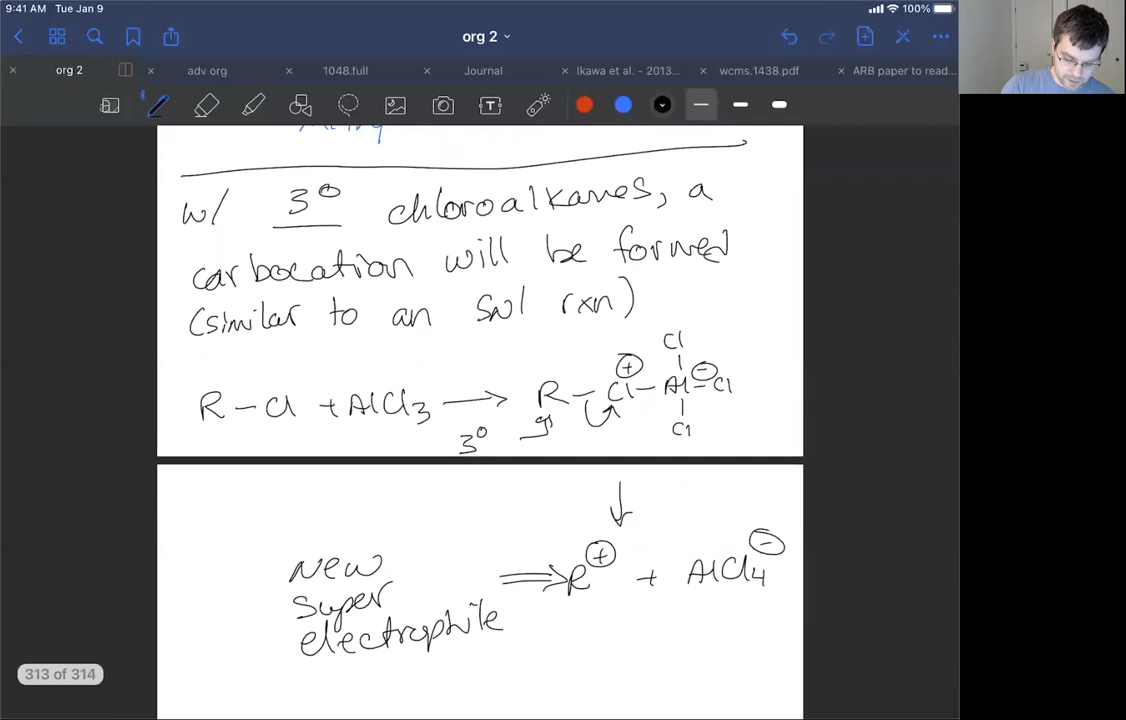 9:41 AM Tue Jan 9
100%
org 2
org 2
adv org
1048.full
Journal
Ikawa et al. - 2013...
wcms.1438.pdf
ARB paper to read...
w/ 3° chloroalkanes, a
carbocation will be formed
(similar to an SN1 rxn)
Cl
R-Cl + AlCl3 R-Cl⊕-Al⊖-Cl
3°
Cl
New
super
electrophile
⇒ R⊕ + AlCl4⊖
313 of 314